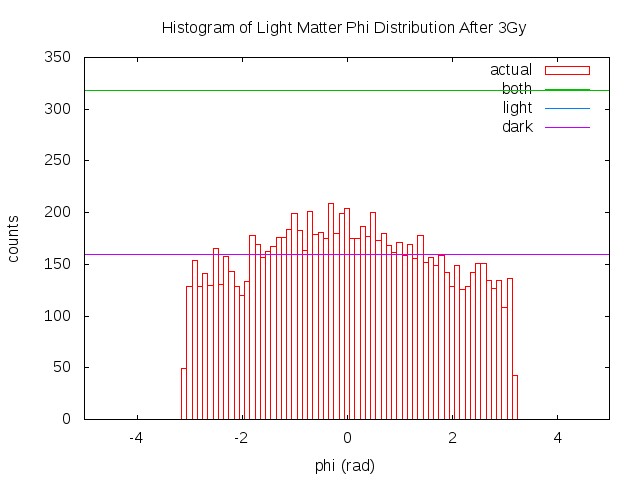 Histogram of Light Matter Phi Distribution After 3Gy
350
300
250
200
150
100
50
0
counts
actual
both
light
dark
-4 -2 0 2 4
phi (rad)